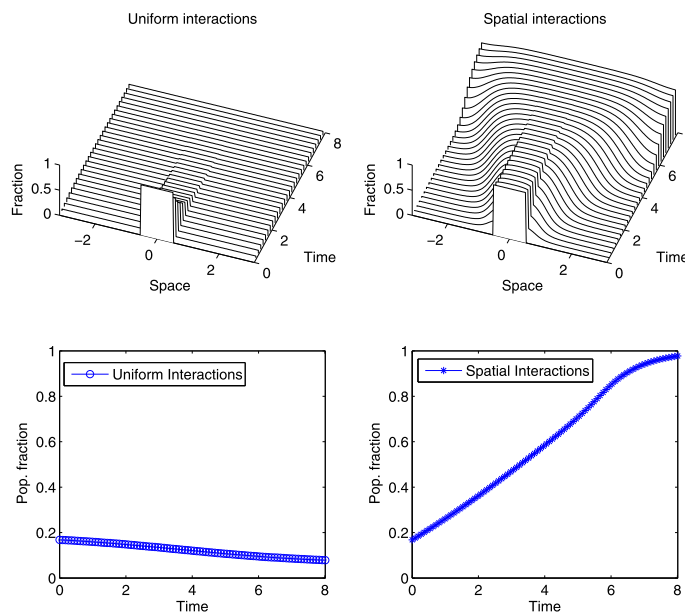 Uniform interactions
Spatial interactions
Fraction
1
0.5
0
−2
0
2
Space
0
2
4
6
8
Time
Fraction
1
0.5
0
−2
0
2
Space
0
2
4
6
8
Time
Pop. fraction
1
0.8
0.6
0.4
0.2
0
Uniform Interactions
0 2 4 6 8
Time
Pop. fraction
1
0.8
0.6
0.4
0.2
0
Spatial Interactions
0 2 4 6 8
Time